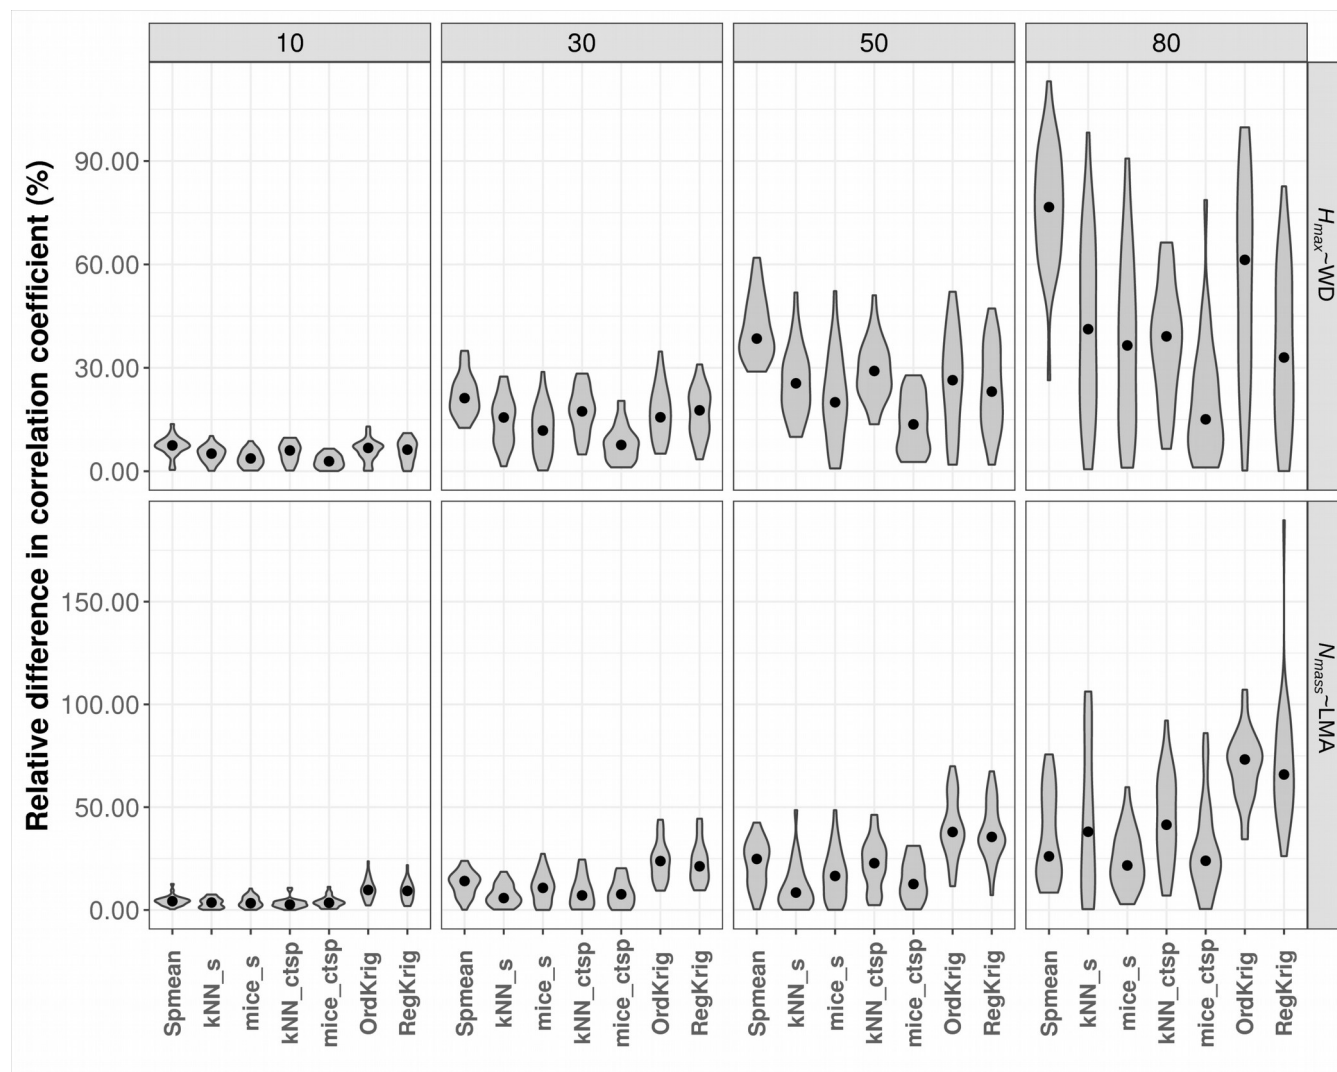 10 30 50 80
Relative difference in correlation coefficient (%)
90.00
60.00
30.00
0.00
H_max~WD
150.00
100.00
50.00
0.00
N_mass~LMA
Spmean kNN_s mice_s kNN_ctsp mice_ctsp OrdKrig RegKrig Spmean kNN_s mice_s kNN_ctsp mice_ctsp OrdKrig RegKrig Spmean kNN_s mice_s kNN_ctsp mice_ctsp OrdKrig RegKrig Spmean kNN_s mice_s kNN_ctsp mice_ctsp OrdKrig RegKrig